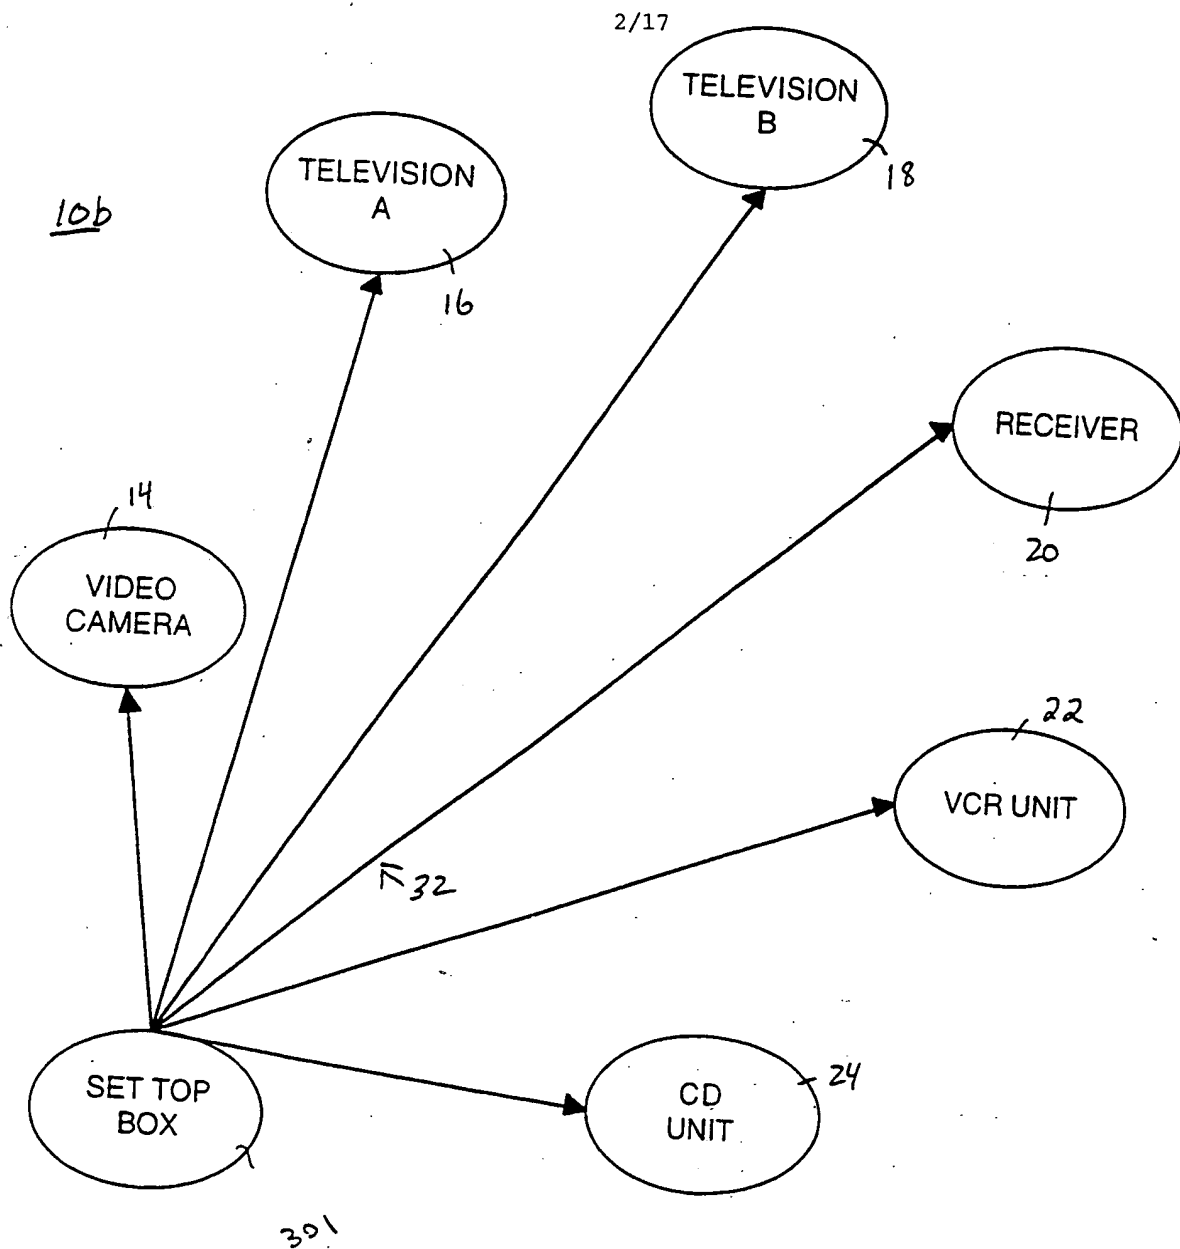 2/17
TELEVISION
B
18
TELEVISION
A
16
10b
RECEIVER
20
14
VIDEO
CAMERA
22
VCR UNIT
32
SET TOP
BOX
301
CD
UNIT
24